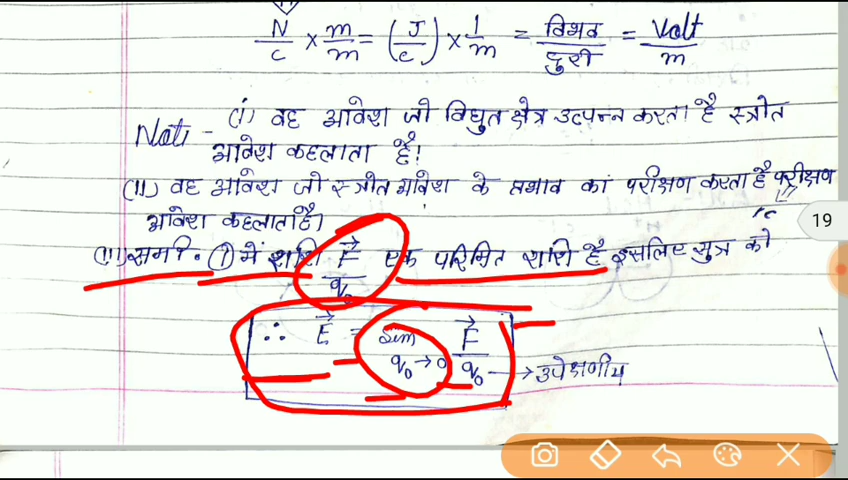 N/c × m/m = (J/c) × 1/m = विभव/दुरी = Volt/m
Note - (i) वह आवेश जो विद्युत क्षेत्र उत्पन्न करता है स्त्रोत
आवेश कहलाता है!
(ii) वह आवेश जो स्त्रोत आवेश के प्रभाव का परीक्षण करता है परीक्षण
आवेश कहलाता है।
1c
19
(iii) समी. ① में राशि F⃗/q₀ एक परिमित राशि है इसलिए सुत्र को
∴ E⃗ = lim q₀→0 F⃗/q₀ → उपेक्षणीय